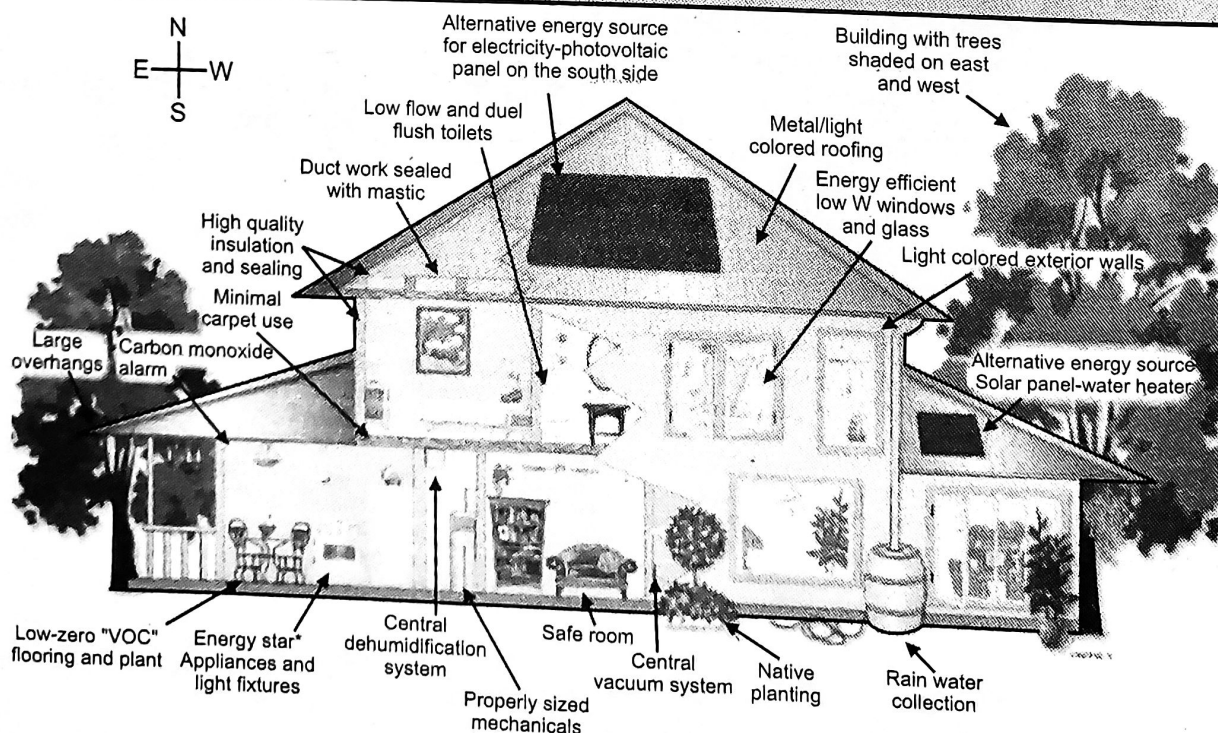 N
E
W
S
Alternative energy source
for electricity-photovoltaic
panel on the south side
Building with trees
shaded on east
and west
Low flow and duel
flush toilets
Metal/light
colored roofing
Duct work sealed
with mastic
Energy efficient
low W windows
and glass
High quality
insulation
and sealing
Light colored exterior walls
Minimal
carpet use
Large
overhangs
Carbon monoxide
alarm
Alternative energy source
Solar panel-water heater
Low-zero "VOC"
flooring and plant
Energy star*
Appliances and
light fixtures
Central
dehumidification
system
Properly sized
mechanicals
Safe room
Central
vacuum system
Native
planting
Rain water
collection